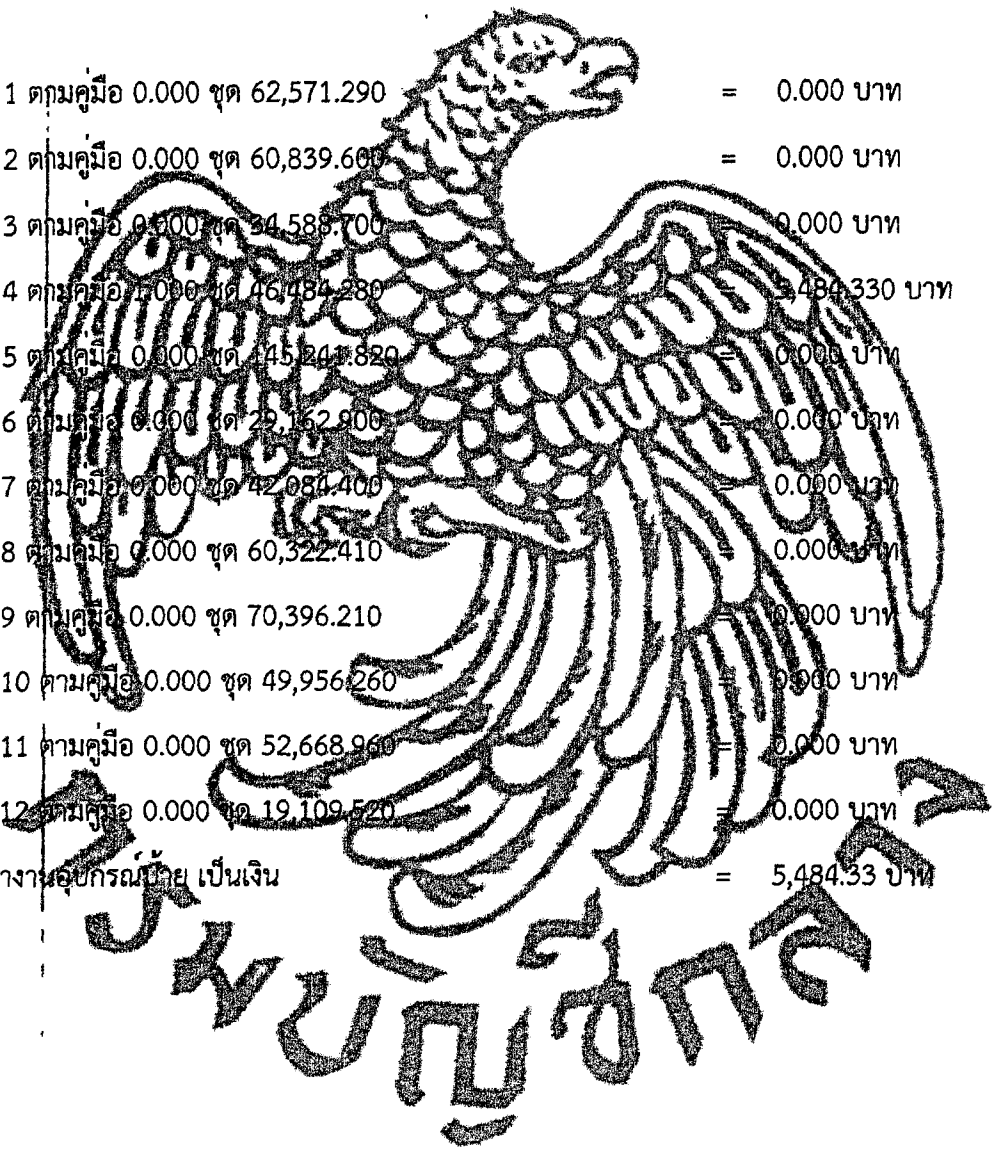 1 ตามคู่มือ 0.000 ชุด 62,571.290 = 0.000 บาท
2 ตามคู่มือ 0.000 ชุด 60,839.600 = 0.000 บาท
3 ตามคู่มือ 0.000 ชุด 34,588.700 0.000 บาท
4 ตามคู่มือ 1.000 ชุด 46,484.280 = 5,484.330 บาท
5 ตามคู่มือ 0.000 ชุด 145,241.820 = 0.000 บาท
6 ตามคู่มือ 0.000 ชุด 29,162.900 = 0.000 บาท
7 ตามคู่มือ 0.000 ชุด 42,084.400 = 0.000 บาท
8 ตามคู่มือ 0.000 ชุด 60,322.410 = 0.000 บาท
9 ตามคู่มือ 0.000 ชุด 70,396.210 = 0.000 บาท
10 ตามคู่มือ 0.000 ชุด 49,956.260 = 0.000 บาท
11 ตามคู่มือ 0.000 ชุด 52,668.960 = 0.000 บาท
12 ตามคู่มือ 0.000 ชุด 19,109.520 = 0.000 บาท
างานอุปกรณ์ป้าย เป็นเงิน = 5,484.33 บาท
กรมบัญชีกลาง